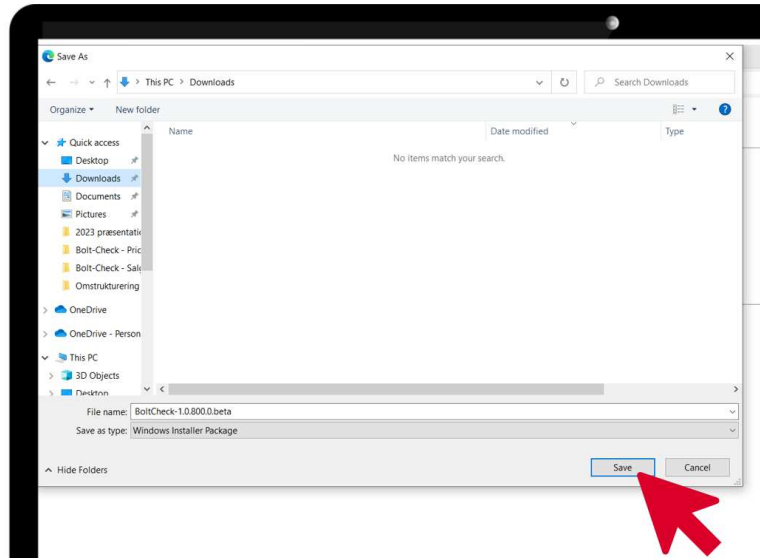 Save As
This PC > Downloads
Search Downloads
Organize
New folder
Name
Date modified
Type
No items match your search.
Quick access
Desktop
Downloads
Documents
Pictures
2023 præsentatio
Bolt-Check - Pric
Bolt-Check - Salg
Omstrukturering
OneDrive
OneDrive - Person
This PC
3D Objects
Desktop
File name: BoltCheck-1.0.800.0.beta
Save as type: Windows Installer Package
Hide Folders
Save
Cancel